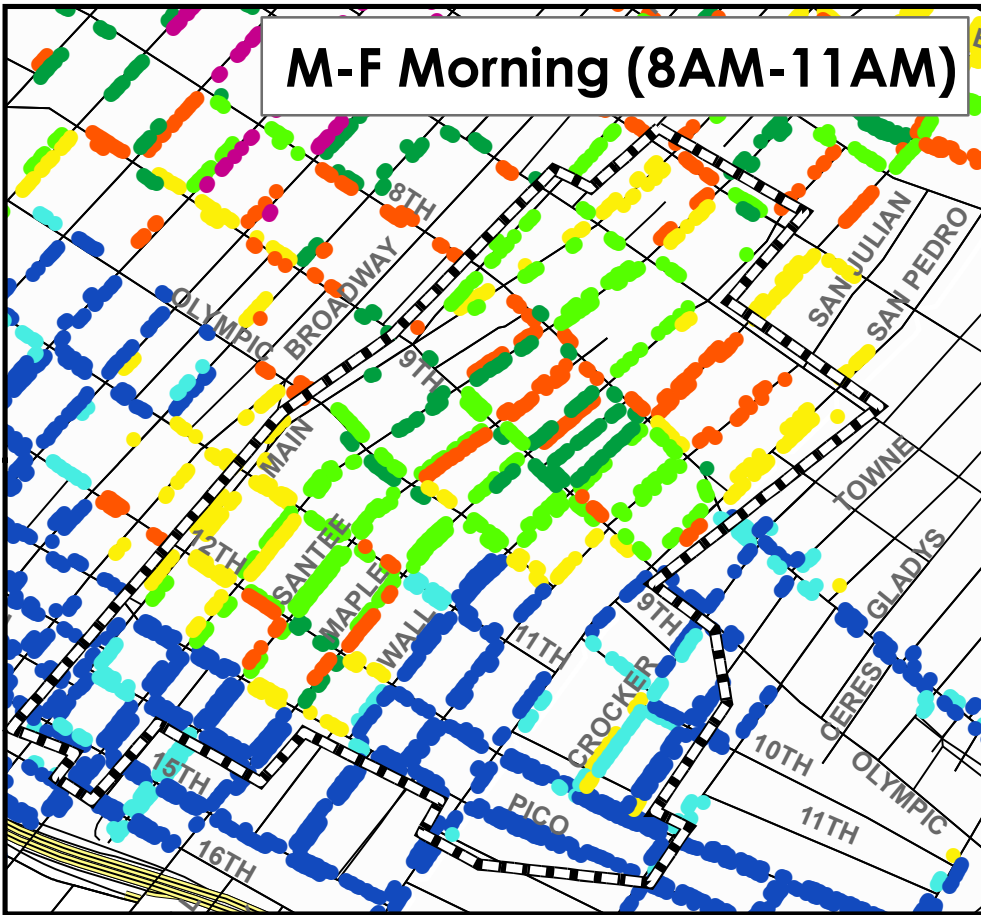 M-F Morning (8AM-11AM)
8TH
SAN JULIAN
SAN PEDRO
BROADWAY
OLYMPIC
9TH
MAIN
TOWNE
12TH
SANTEE
MAPLE
WALL
11TH
9TH
GLADYS
CERES
CROCKER
10TH
OLYMPIC
15TH
PICO
11TH
16TH